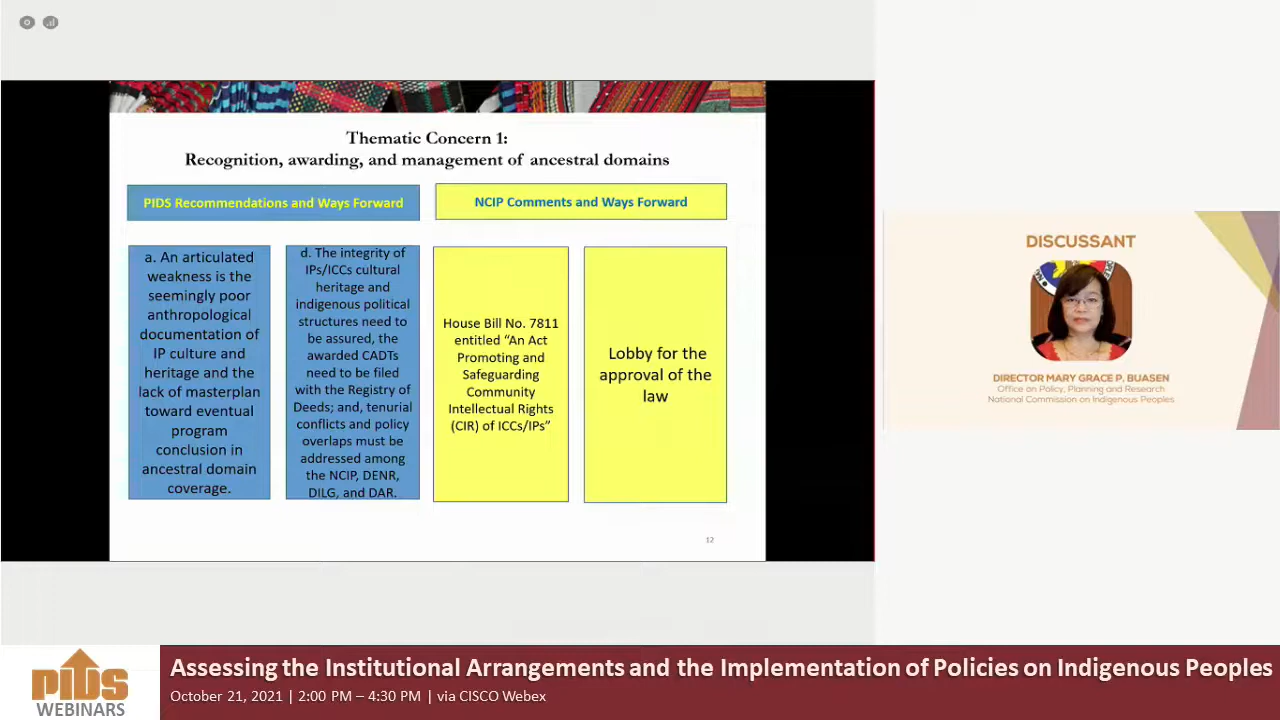 Thematic Concern 1:
Recognition, awarding, and management of ancestral domains
PIDS Recommendations and Ways Forward
NCIP Comments and Ways Forward
a. An articulated
weakness is the
seemingly poor
anthropological
documentation of
IP culture and
heritage and the
lack of masterplan
toward eventual
program
conclusion in
ancestral domain
coverage.
d. The integrity of
IPs/ICCs cultural
heritage and
indigenous political
structures need to
be assured, the
awarded CADTs
need to be filed
with the Registry of
Deeds; and, tenurial
conflicts and policy
overlaps must be
addressed among
the NCIP, DENR,
DILG, and DAR.
House Bill No. 7811
entitled “An Act
Promoting and
Safeguarding
Community
Intellectual Rights
(CIR) of ICCs/IPs”
Lobby for the
approval of the
law
12
DISCUSSANT
DIRECTOR MARY GRACE P. BUASEN
Office on Policy, Planning and Research
National Commission on Indigenous Peoples
PIDS
WEBINARS
Assessing the Institutional Arrangements and the Implementation of Policies on Indigenous Peoples
October 21, 2021 | 2:00 PM – 4:30 PM | via CISCO Webex